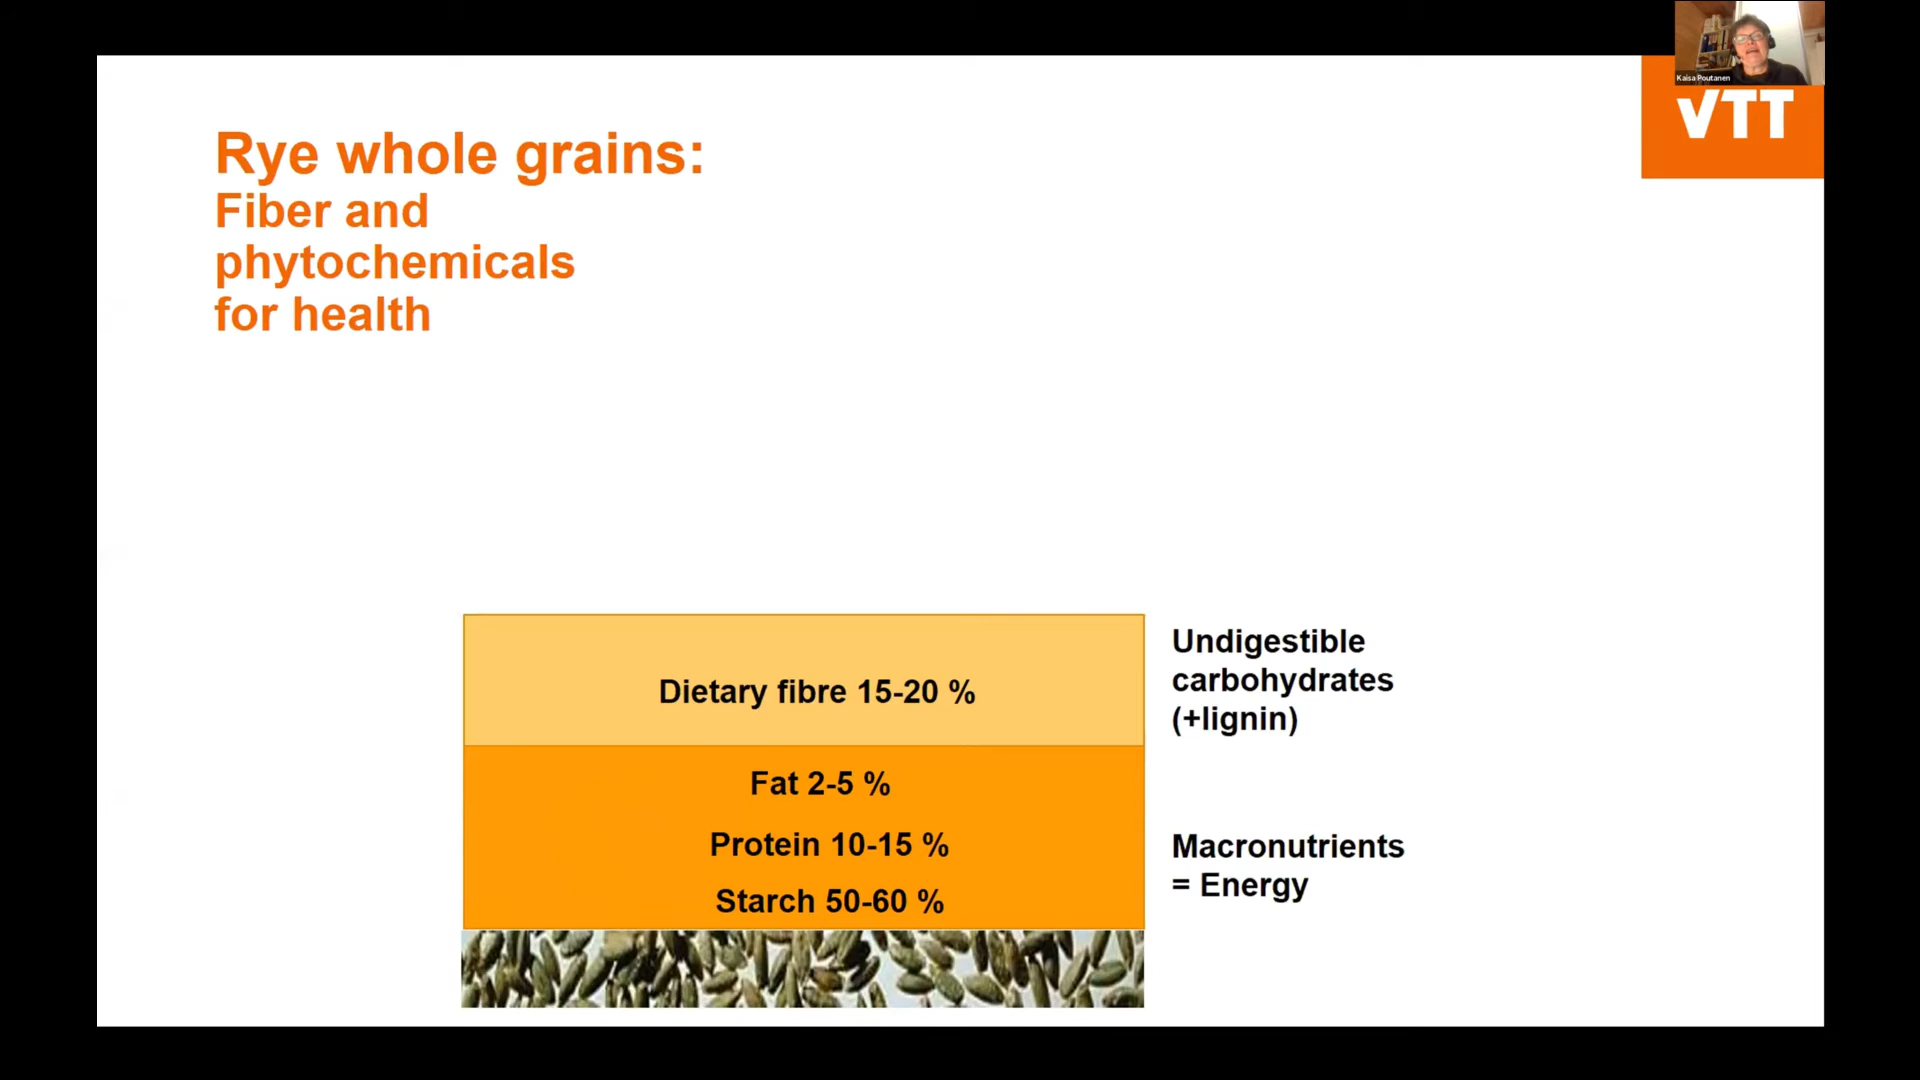 Kaisa Poutanen
VTT
Rye whole grains:
Fiber and
phytochemicals
for health
Dietary fibre 15-20 %
Undigestible
carbohydrates
(+lignin)
Fat 2-5 %
Protein 10-15 %
Starch 50-60 %
Macronutrients
= Energy